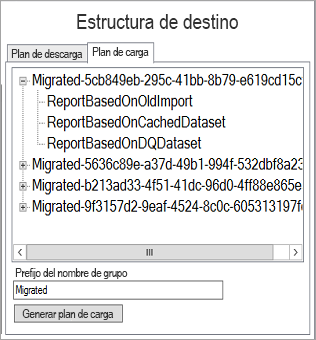 Estructura de destino
Plan de descarga
Plan de carga
Migrated-5cb849eb-295c-41bb-8b79-e619cd15c
ReportBasedOnOldImport
ReportBasedOnCachedDataset
ReportBasedOnDQDataset
Migrated-5636c89e-a37d-49b1-994f-532dbf8a23
Migrated-b213ad33-4f51-41dc-96d0-4ff88e865e
Migrated-9f3157d2-9eaf-4524-8c0c-605313197f
Prefijo del nombre de grupo
Migrated
Generar plan de carga